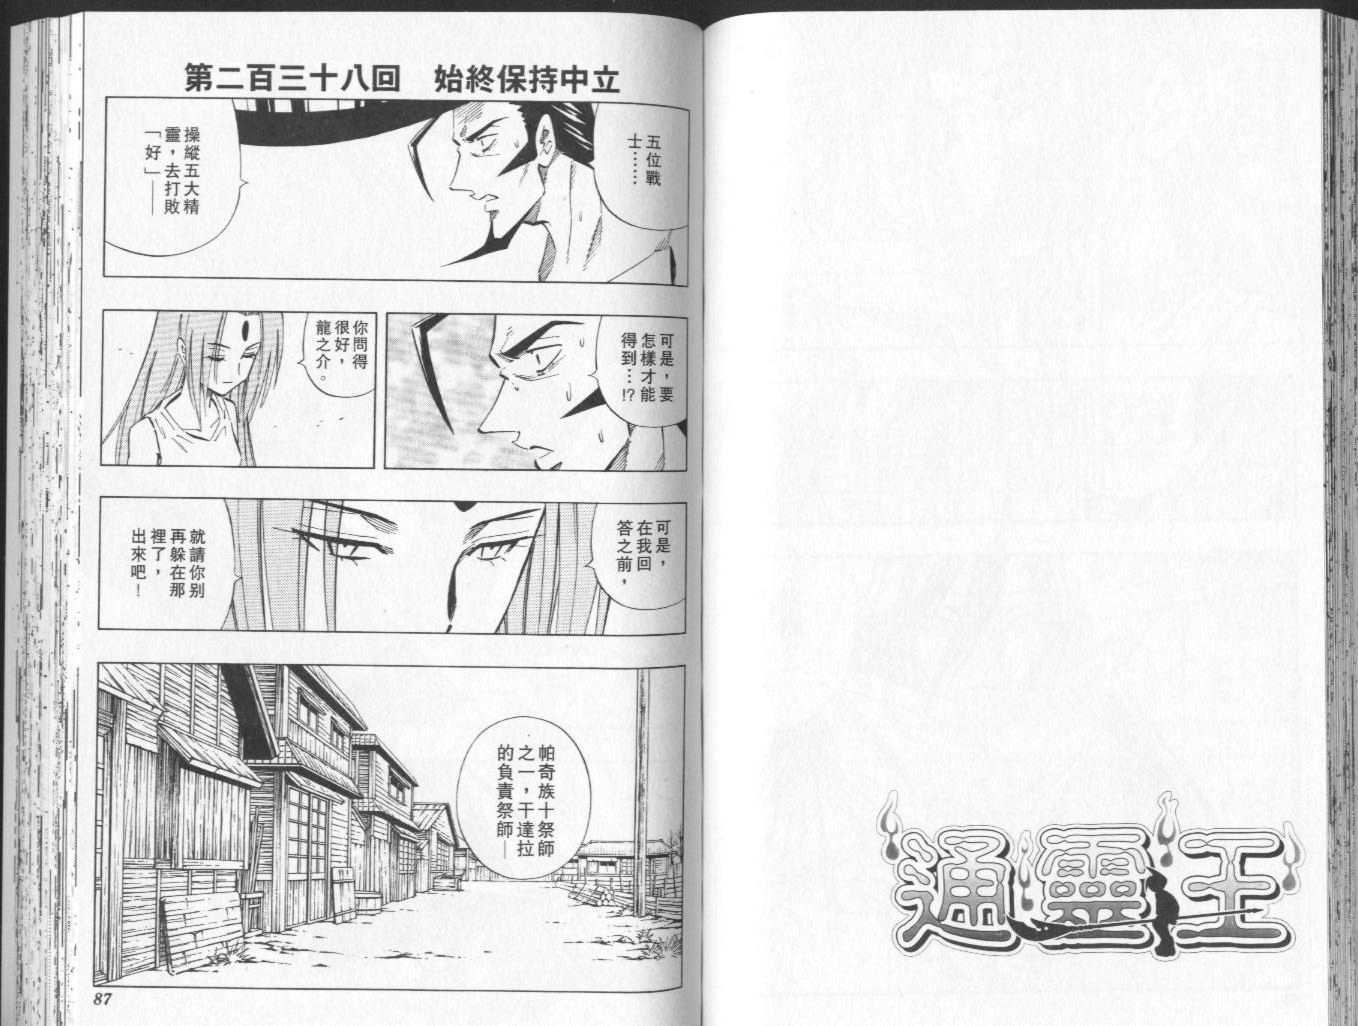 通靈王
第二百三十八回　始終保持中立
五位戰
士……
操縱五大精
靈，去打敗
「好」——
可是，要
怎樣才能
得到…!?
你問得
很好，
龍之介。
可是，
在我回
答之前，
就請你別
再躲在那
裡了，
出來吧！
帕奇族十祭師
之一，干達拉
的負責祭師—
87